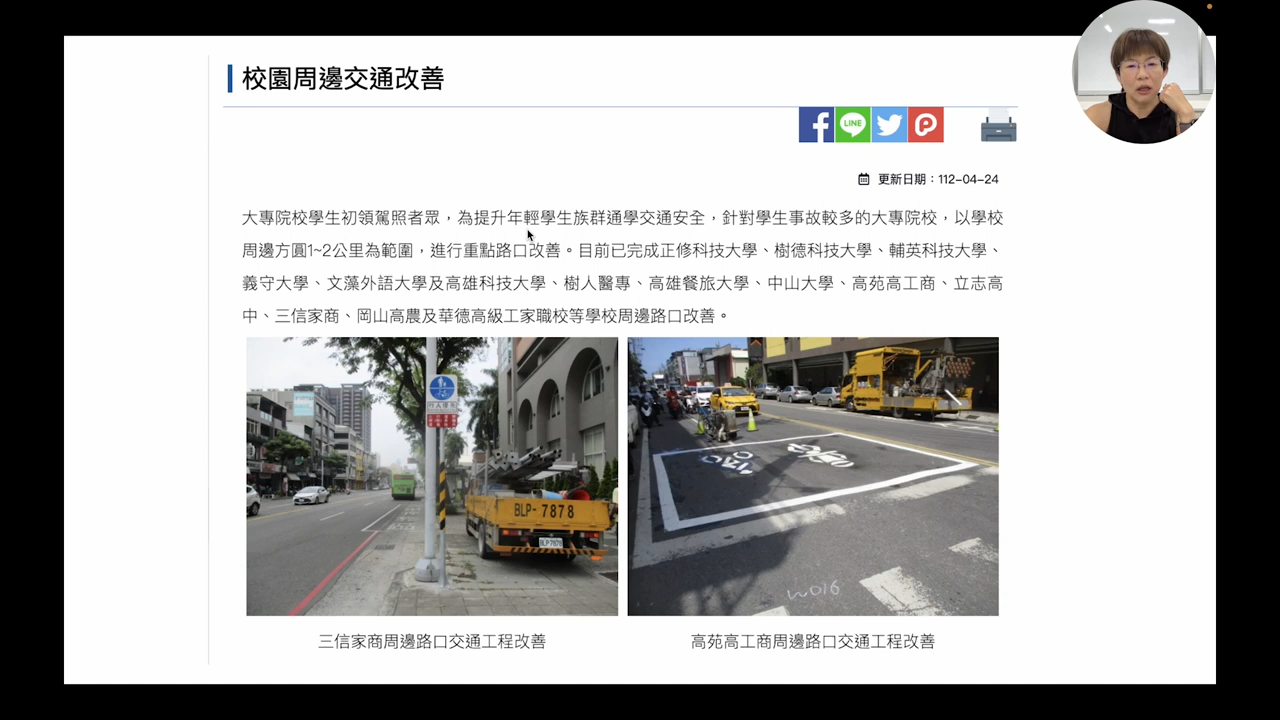 校園周邊交通改善
LINE
更新日期：112-04-24
大專院校學生初領駕照者眾，為提升年輕學生族群通學交通安全，針對學生事故較多的大專院校，以學校
周邊方圓1~2公里為範圍，進行重點路口改善。目前已完成正修科技大學、樹德科技大學、輔英科技大學、
義守大學、文藻外語大學及高雄科技大學、樹人醫專、高雄餐旅大學、中山大學、高苑高工商、立志高
中、三信家商、岡山高農及華德高級工家職校等學校周邊路口改善。
BLP-7878
BLP7878
W016
三信家商周邊路口交通工程改善
高苑高工商周邊路口交通工程改善